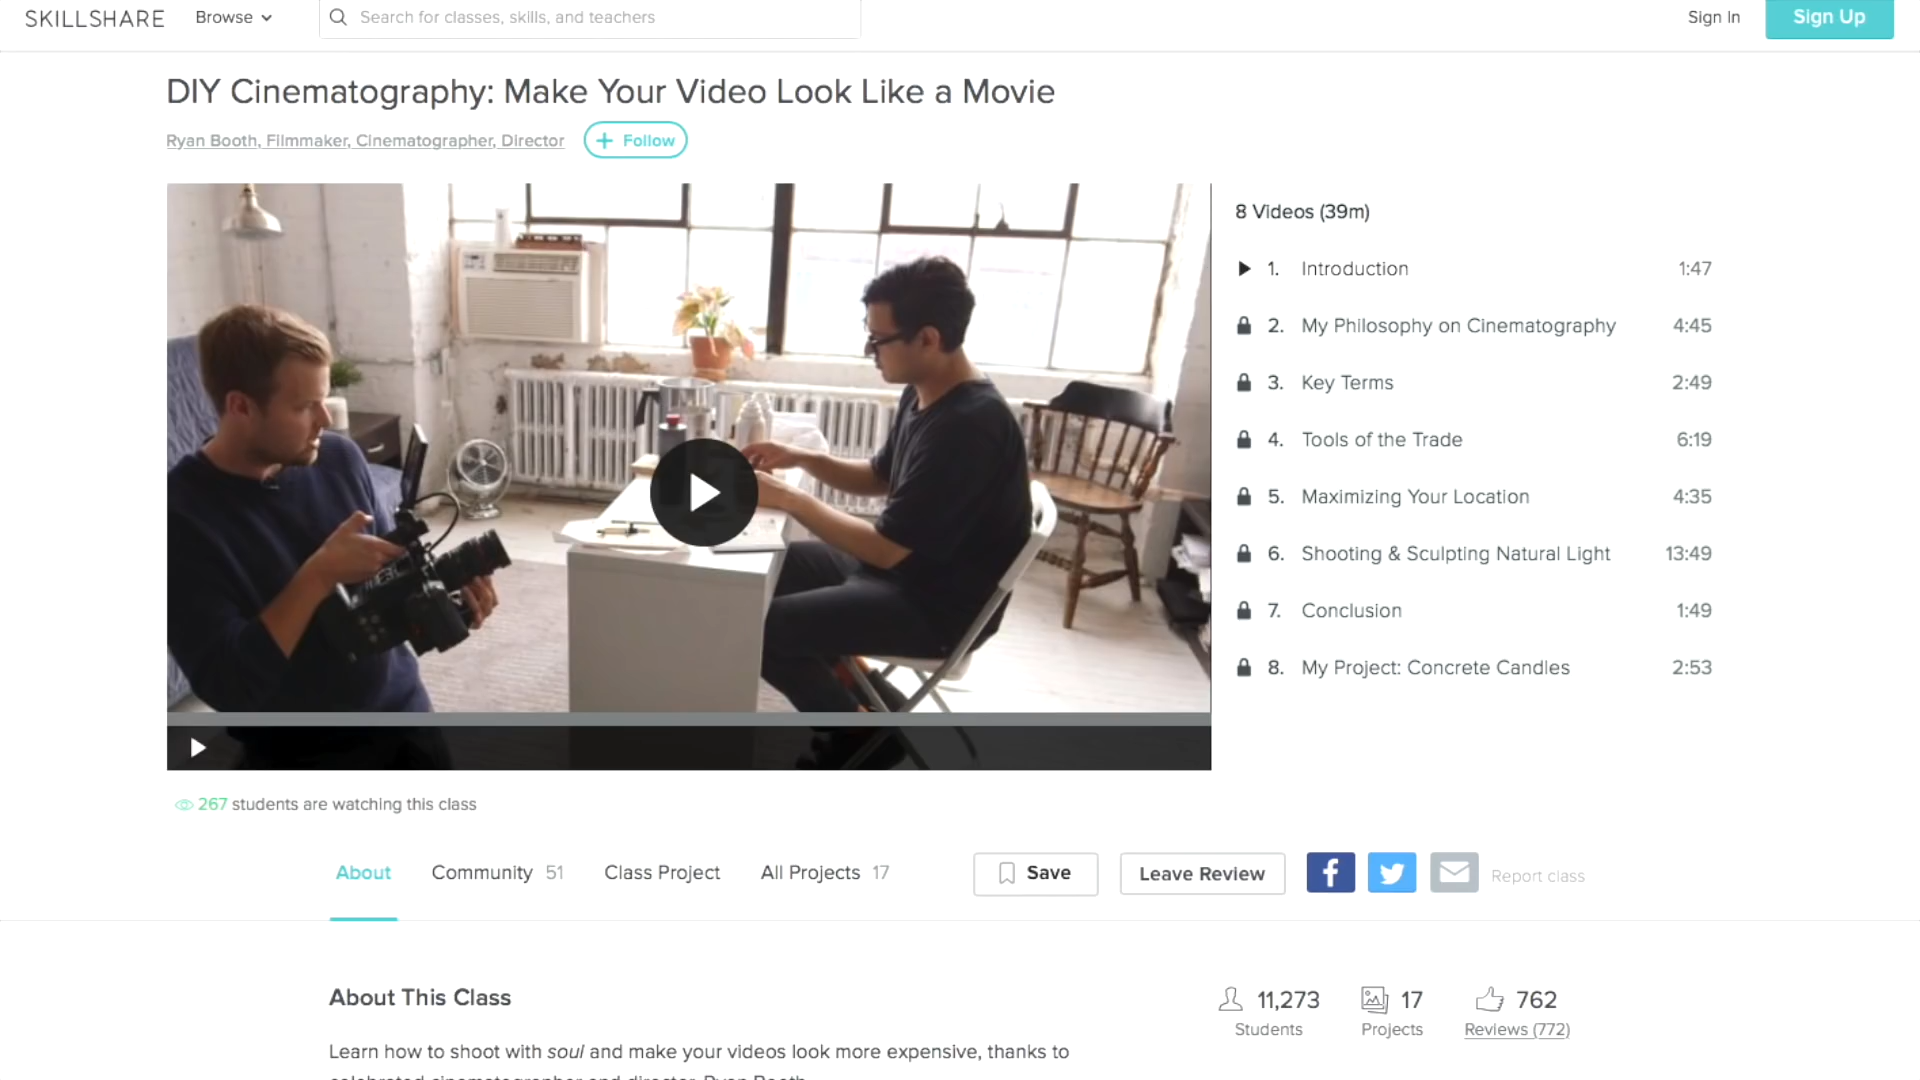 SKILLSHARE Browse Search for classes, skills, and teachers Sign In Sign Up
DIY Cinematography: Make Your Video Look Like a Movie
Ryan Booth, Filmmaker, Cinematographer, Director + Follow
8 Videos (39m)
1. Introduction 1:47
2. My Philosophy on Cinematography 4:45
3. Key Terms 2:49
4. Tools of the Trade 6:19
5. Maximizing Your Location 4:35
6. Shooting & Sculpting Natural Light 13:49
7. Conclusion 1:49
8. My Project: Concrete Candles 2:53
267 students are watching this class
About Community 51 Class Project All Projects 17 Save Leave Review Report class
About This Class
11,273 17 762
Students Projects Reviews (772)
Learn how to shoot with soul and make your videos look more expensive, thanks to
celebrated cinematographer and director Ryan Booth